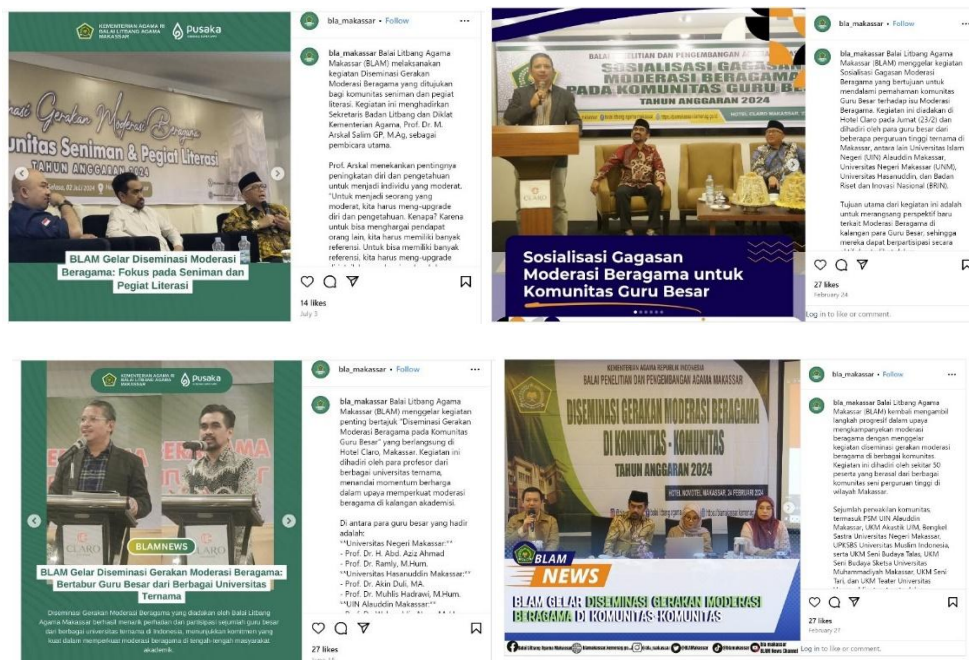 KEMENTERIAN AGAMA RI
BALAI LITBANG AGAMA
MAKASSAR
Pusaka
unitas Seniman & Pegiat Literasi
TAHUN ANGGARAN 2024
Selasa, 02 Juli 2024
BLAM Gelar Diseminasi Moderasi
Beragama: Fokus pada Seniman dan
Pegiat Literasi
bla_makassar • Follow
bla_makassar Balai Litbang Agama
Makassar (BLAM) melaksanakan
kegiatan Diseminasi Gerakan
Moderasi Beragama yang ditujukan
bagi komunitas seniman dan pegiat
literasi. Kegiatan ini menghadirkan
Sekretaris Badan Litbang dan Diklat
Kementerian Agama, Prof. Dr. M.
Arskal Salim GP, M.Ag, sebagai
pembicara utama.
Prof. Arskal menekankan pentingnya
peningkatan diri dan pengetahuan
untuk menjadi individu yang moderat.
"Untuk menjadi seorang yang
moderat, kita harus meng-upgrade
diri dan pengetahuan. Kenapa? Karena
untuk bisa menghargai pendapat
orang lain, kita harus memiliki banyak
referensi. Untuk bisa memiliki banyak
referensi, kita harus meng-upgrade
14 likes
July 3
BALAI PENELITIAN DAN PENGEMBANGAN AGAMA MAKASSAR
SOSIALISASI GAGASAN
MODERASI BERAGAMA
PADA KOMUNITAS GURU BE
TAHUN ANGGARAN 2024
HOTEL CLARO MAKASSAR,
CLARO
Sosialisasi Gagasan
Moderasi Beragama untuk
Komunitas Guru Besar
bla_makassar • Follow
bla_makassar Balai Litbang Agama
Makassar (BLAM) menggelar kegiatan
Sosialisasi Gagasan Moderasi
Beragama yang bertujuan untuk
mendalami pemahaman komunitas
Guru Besar terhadap isu Moderasi
Beragama. Kegiatan ini diadakan di
Hotel Claro pada Jumat (23/2) dan
dihadiri oleh para guru besar dari
beberapa perguruan tinggi ternama di
Makassar, antara lain Universitas Islam
Negeri (UIN) Alauddin Makassar,
Universitas Negeri Makassar (UNM),
Universitas Hasanuddin, dan Badan
Riset dan Inovasi Nasional (BRIN).
Tujuan utama dari kegiatan ini adalah
untuk merangsang perspektif baru
terkait Moderasi Beragama di
kalangan para Guru Besar, sehingga
mereka dapat berpartisipasi secara
27 likes
February 24
Log in to like or comment.
KEMENTERIAN AGAMA RI
BALAI LITBANG AGAMA
MAKASSAR
Pusaka
CLARO
CLARO
BLAMNEWS
BLAM Gelar Diseminasi Gerakan Moderasi Beragama:
Bertabur Guru Besar dari Berbagai Universitas
Ternama
Diseminasi Gerakan Moderasi Beragama yang diadakan oleh Balai Litbang
Agama Makassar berhasil menarik perhatian dan partisipasi sejumlah guru besar
dari berbagai universitas ternama di Indonesia, menunjukkan komitmen yang
kuat dalam memperkuat moderasi beragama di tengah-tengah masyarakat
akademik.
bla_makassar • Follow
bla_makassar Balai Litbang Agama
Makassar (BLAM) menggelar kegiatan
penting bertajuk "Diseminasi Gerakan
Moderasi Beragama pada Komunitas
Guru Besar" yang berlangsung di
Hotel Claro, Makassar. Kegiatan ini
dihadiri oleh para profesor dari
berbagai universitas ternama,
menandai momentum berharga
dalam upaya memperkuat moderasi
beragama di kalangan akademisi.
Di antara para guru besar yang hadir
adalah:
**Universitas Negeri Makassar:**
- Prof. Dr. H. Abd. Aziz Ahmad
- Prof. Dr. Ramly, M.Hum.
**Universitas Hasanuddin Makassar:**
- Prof. Dr. Akin Duli, MA.
- Prof. Dr. Muhlis Hadrawi, M.Hum.
**UIN Alauddin Makassar:**
27 likes
KEMENTERIAN AGAMA REPUBLIK INDONESIA
BALAI PENELITIAN DAN PENGEMBANGAN AGAMA MAKASSAR
DISEMINASI GERAKAN MODERASI BERAGAMA
DI KOMUNITAS - KOMUNITAS
TAHUN ANGGARAN 2024
HOTEL NOVOTEL MAKASSAR, 24 FEBRUARI 2024
BLAM
NEWS
BLAM GELAR DISEMINASI GERAKAN MODERASI
BERAGAMA DI KOMUNITAS-KOMUNITAS
bla_makassar • Follow
bla_makassar Balai Litbang Agama
Makassar (BLAM) kembali mengambil
langkah progresif dalam upaya
mengkampanyekan moderasi
beragama dengan menggelar
kegiatan diseminasi gerakan moderasi
beragama di berbagai komunitas
Kegiatan ini dihadiri oleh sekitar 50
peserta yang berasal dari berbagai
komunitas seni perguruan tinggi di
wilayah Makassar.
Sejumlah perwakilan komunitas,
termasuk PSM UIN Alauddin
Makassar, UKM Akustik UIM, Bengkel
Sastra Universitas Negeri Makassar,
UPKSBS Universitas Muslim Indonesia,
serta UKM Seni Budaya Talas, UKM
Seni Budaya Sketsa Universitas
Muhammadiyah Makassar, UKM Seni
Tari, dan UKM Teater Universitas
27 likes
February 27
Log in to like or comment.